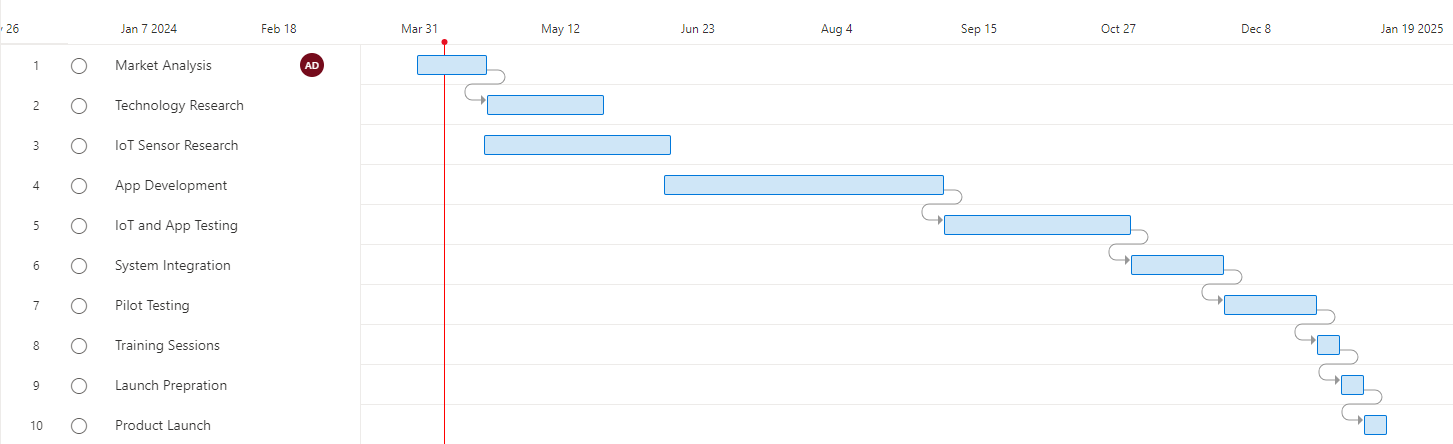 26 Jan 7 2024 Feb 18 Mar 31 May 12 Jun 23 Aug 4 Sep 15 Oct 27 Dec 8 Jan 19 2025
1 Market Analysis AD
2 Technology Research
3 IoT Sensor Research
4 App Development
5 IoT and App Testing
6 System Integration
7 Pilot Testing
8 Training Sessions
9 Launch Prepration
10 Product Launch